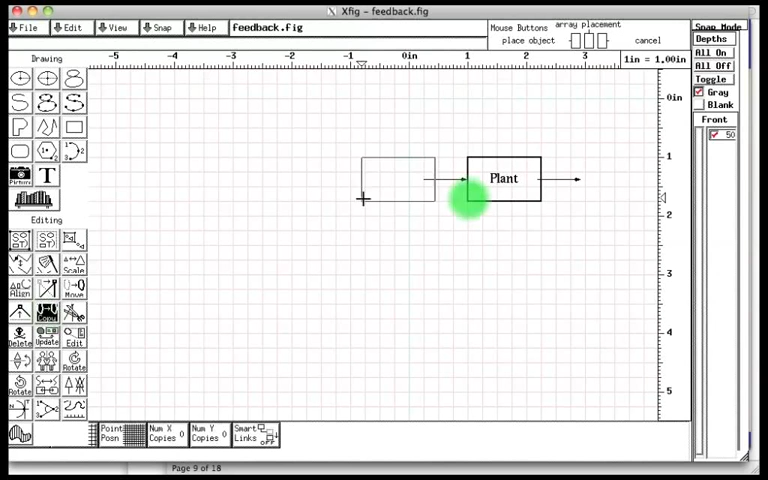 Xfig - feedback.fig
File Edit View Snap Help feedback.fig
Mouse Buttons array placement
place object cancel
Snap Mode
Depths
All On
All Off
Toggle
Gray
Blank
Front
50
Drawing
-5 -4 -3 -2 -1 0in 1 2 3
1in = 1.00in
0in
1
2
3
4
5
Plant
Picture
T
Editing
Scale
Align
Move
Copy
Delete
Update
Edit
Rotate
Rotate
Point Posn
Num X Copies 0
Num Y Copies 0
Smart Links OFF
Page 9 of 18